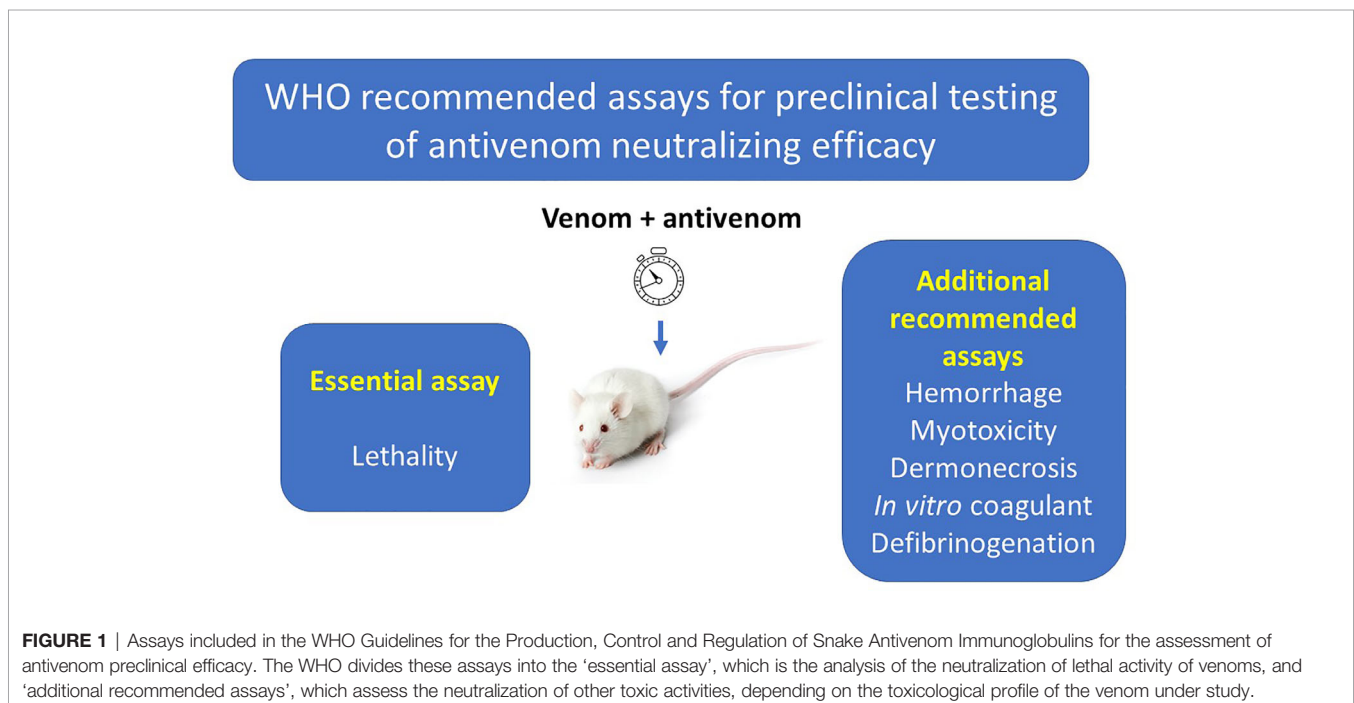 WHO recommended assays for preclinical testing
of antivenom neutralizing efficacy
Venom + antivenom
Essential assay
Lethality
Additional
recommended
assays
Hemorrhage
Myotoxicity
Dermonecrosis
In vitro coagulant
Defibrinogenation
FIGURE 1 | Assays included in the WHO Guidelines for the Production, Control and Regulation of Snake Antivenom Immunoglobulins for the assessment of
antivenom preclinical efficacy. The WHO divides these assays into the ‘essential assay’, which is the analysis of the neutralization of lethal activity of venoms, and
‘additional recommended assays’, which assess the neutralization of other toxic activities, depending on the toxicological profile of the venom under study.